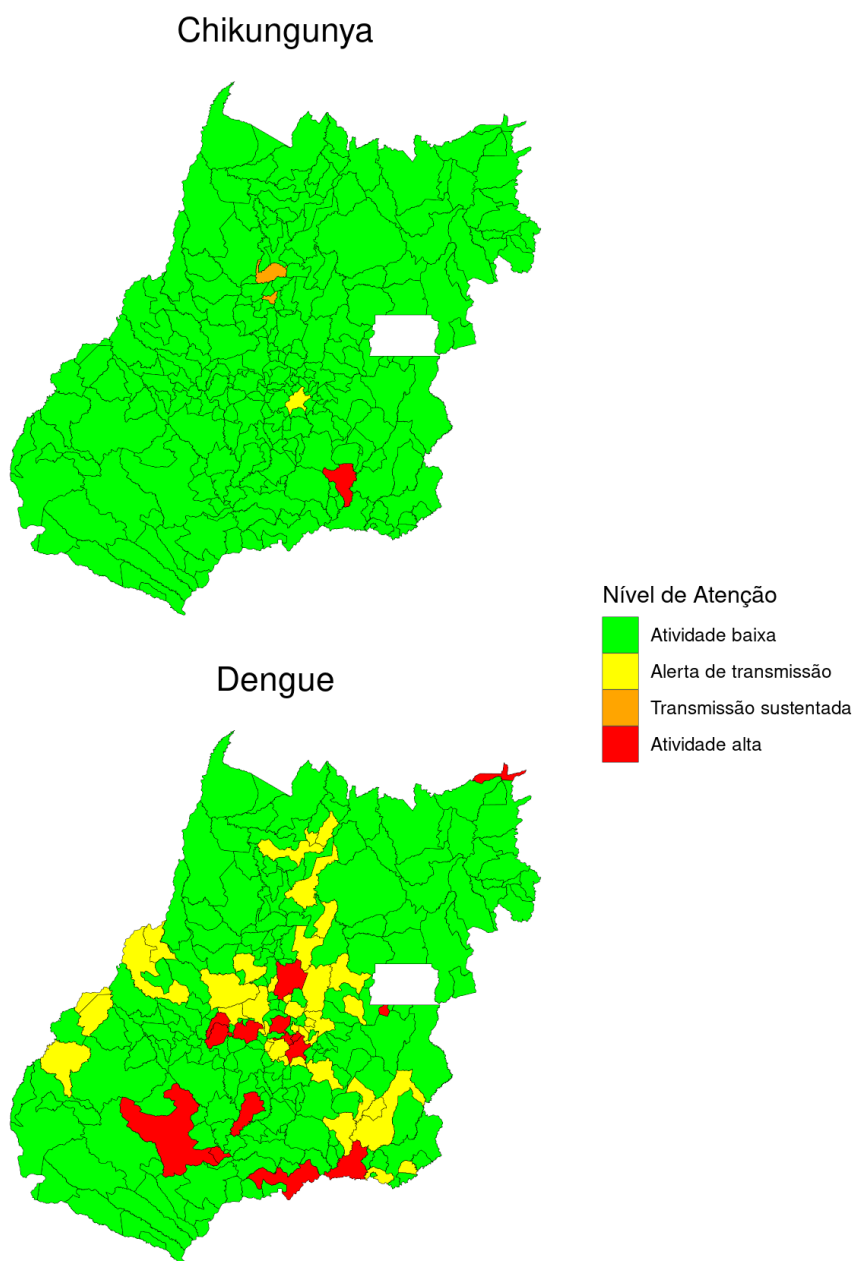 Chikungunya
Nível de Atenção
Atividade baixa
Alerta de transmissão
Transmissão sustentada
Atividade alta
Dengue